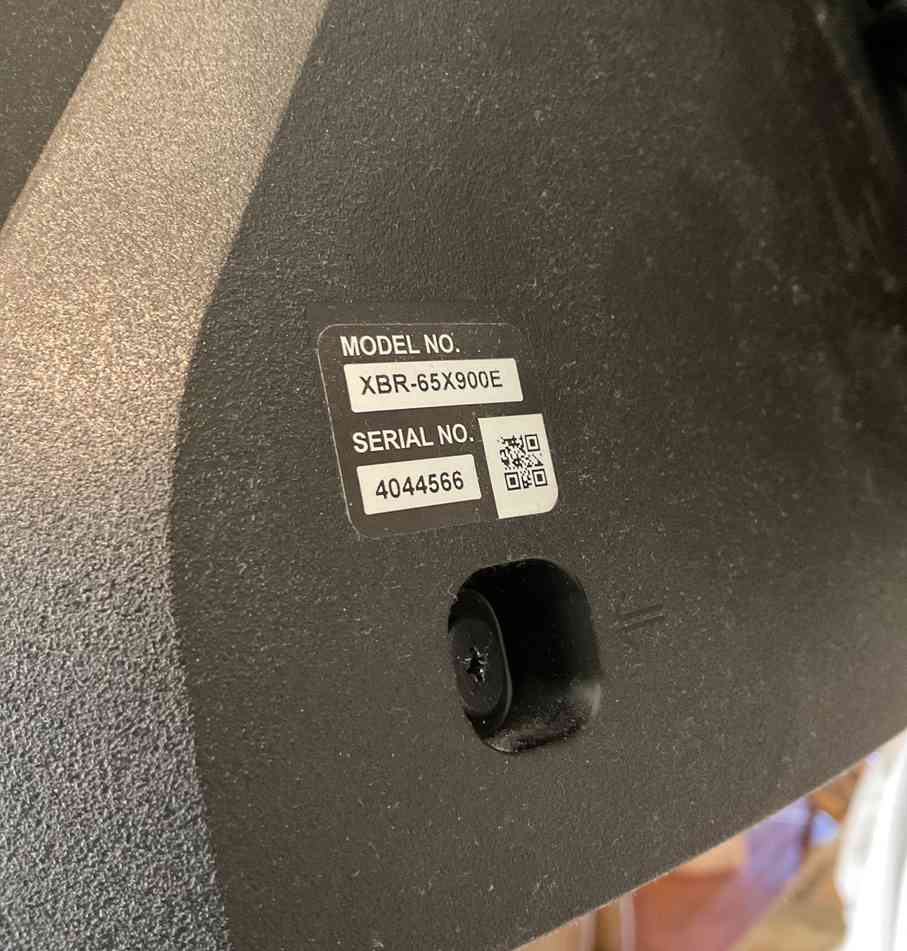 MODEL NO.
XBR-65X900E
SERIAL NO.
4044566